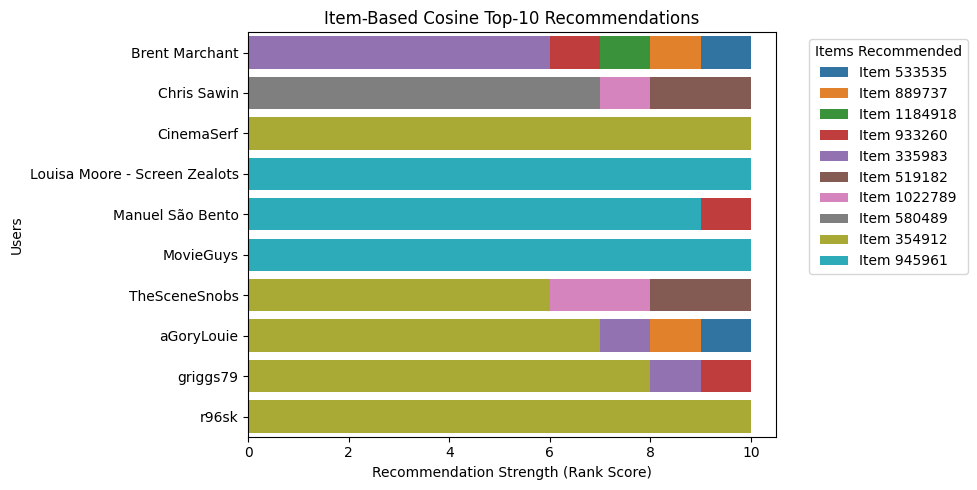 Item-Based Cosine Top-10 Recommendations
Users
Brent Marchant
Chris Sawin
CinemaSerf
Louisa Moore - Screen Zealots
Manuel São Bento
MovieGuys
TheSceneSnobs
aGoryLouie
griggs79
r96sk
0 2 4 6 8 10
Recommendation Strength (Rank Score)
Items Recommended
Item 533535
Item 889737
Item 1184918
Item 933260
Item 335983
Item 519182
Item 1022789
Item 580489
Item 354912
Item 945961